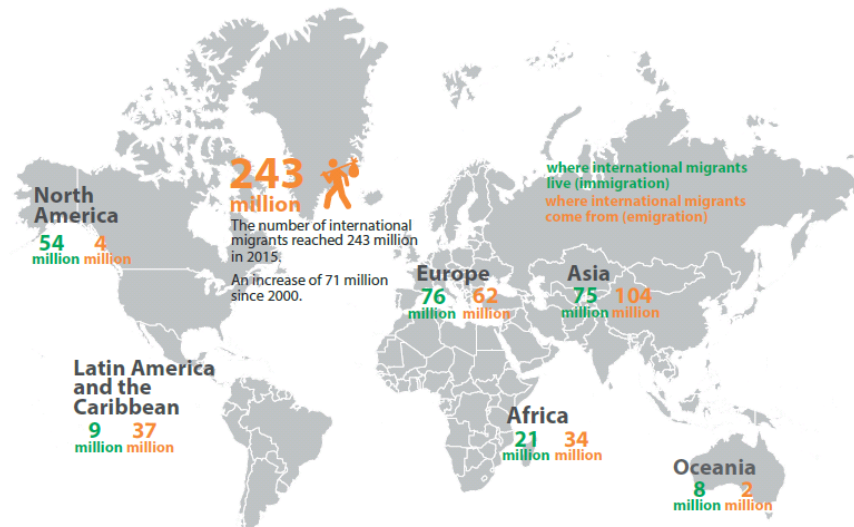 243
million
The number of international
migrants reached 243 million
in 2015.
An increase of 71 million
since 2000.
where international migrants
live (immigration)
where international migrants
come from (emigration)
North
America
54 4
million million
Europe
76 62
million million
Asia
75 104
million million
Latin America
and the
Caribbean
9 37
million million
Africa
21 34
million million
Oceania
8 2
million million